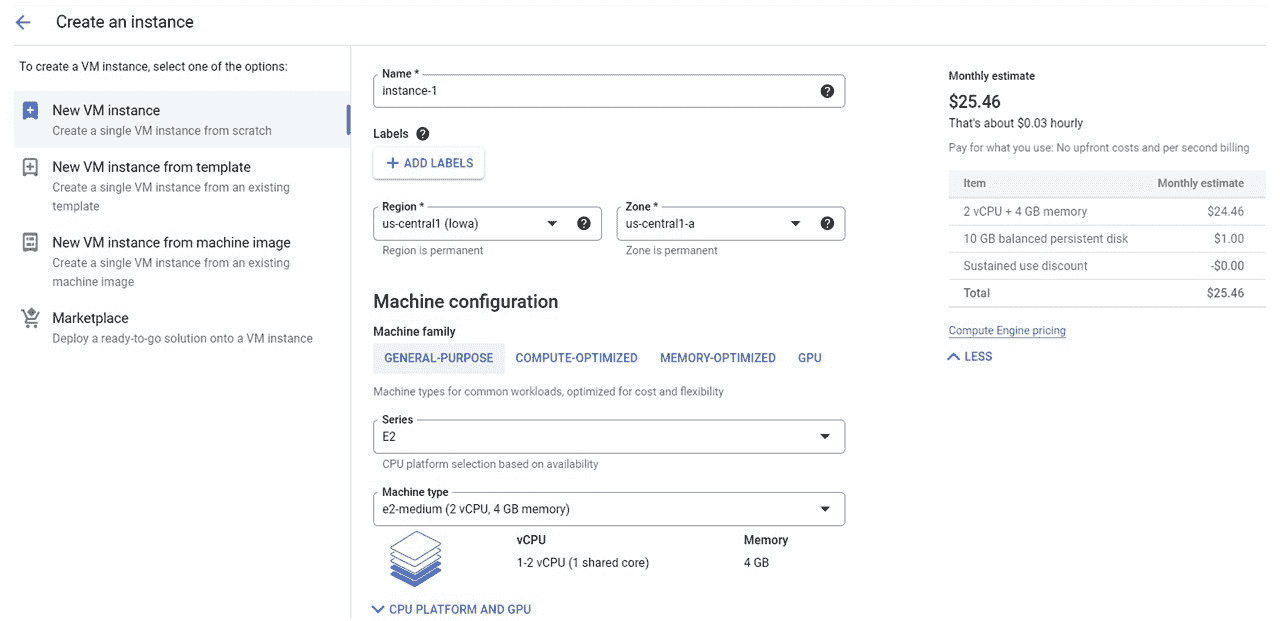 Create an instance
To create a VM instance, select one of the options:
New VM instance
Create a single VM instance from scratch
New VM instance from template
Create a single VM instance from an existing
template
New VM instance from machine image
Create a single VM instance from an existing
machine image
Marketplace
Deploy a ready-to-go solution onto a VM instance
Name *
instance-1
Labels
ADD LABELS
Region *
us-central1 (Iowa)
Region is permanent
Zone *
us-central1-a
Zone is permanent
Machine configuration
Machine family
GENERAL-PURPOSE COMPUTE-OPTIMIZED MEMORY-OPTIMIZED GPU
Machine types for common workloads, optimized for cost and flexibility
Series
E2
CPU platform selection based on availability
Machine type
e2-medium (2 vCPU, 4 GB memory)
vCPU Memory
1-2 vCPU (1 shared core) 4 GB
CPU PLATFORM AND GPU
Monthly estimate
$25.46
That's about $0.03 hourly
Pay for what you use: No upfront costs and per second billing
Item Monthly estimate
2 vCPU + 4 GB memory $24.46
10 GB balanced persistent disk $1.00
Sustained use discount -$0.00
Total $25.46
Compute Engine pricing
LESS